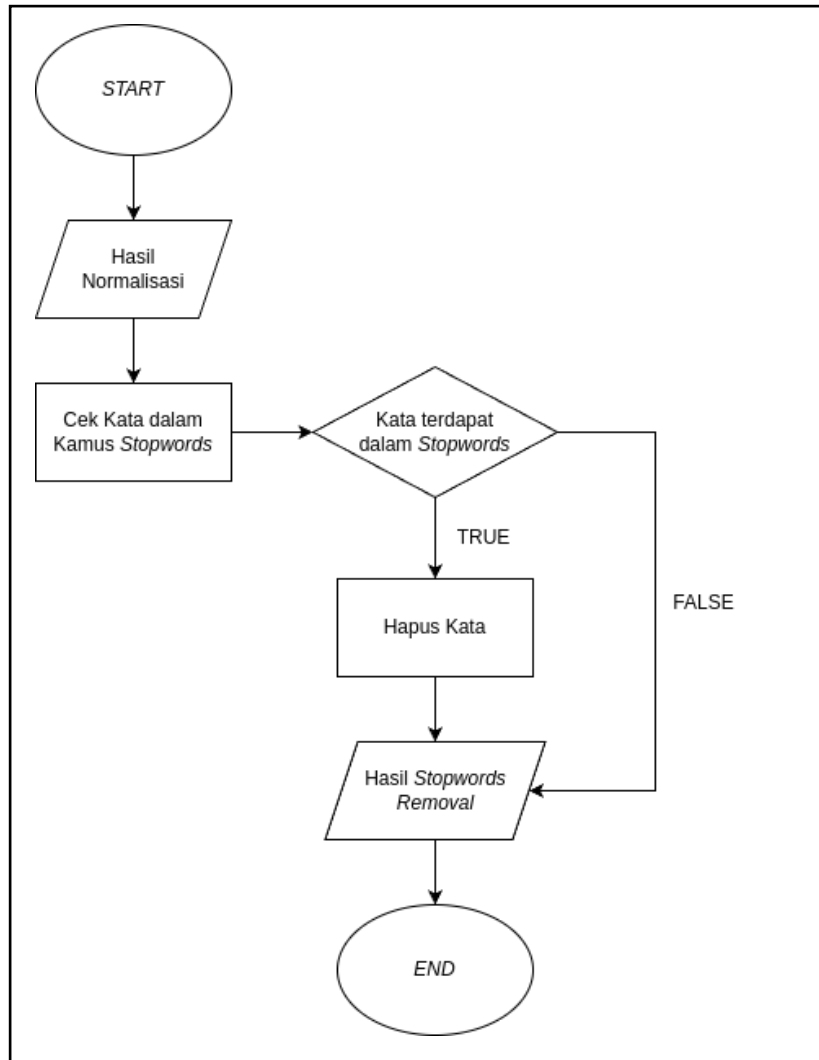 START
Hasil
Normalisasi
Cek Kata dalam
Kamus Stopwords
Kata terdapat
dalam Stopwords
TRUE
FALSE
Hapus Kata
Hasil Stopwords
Removal
END